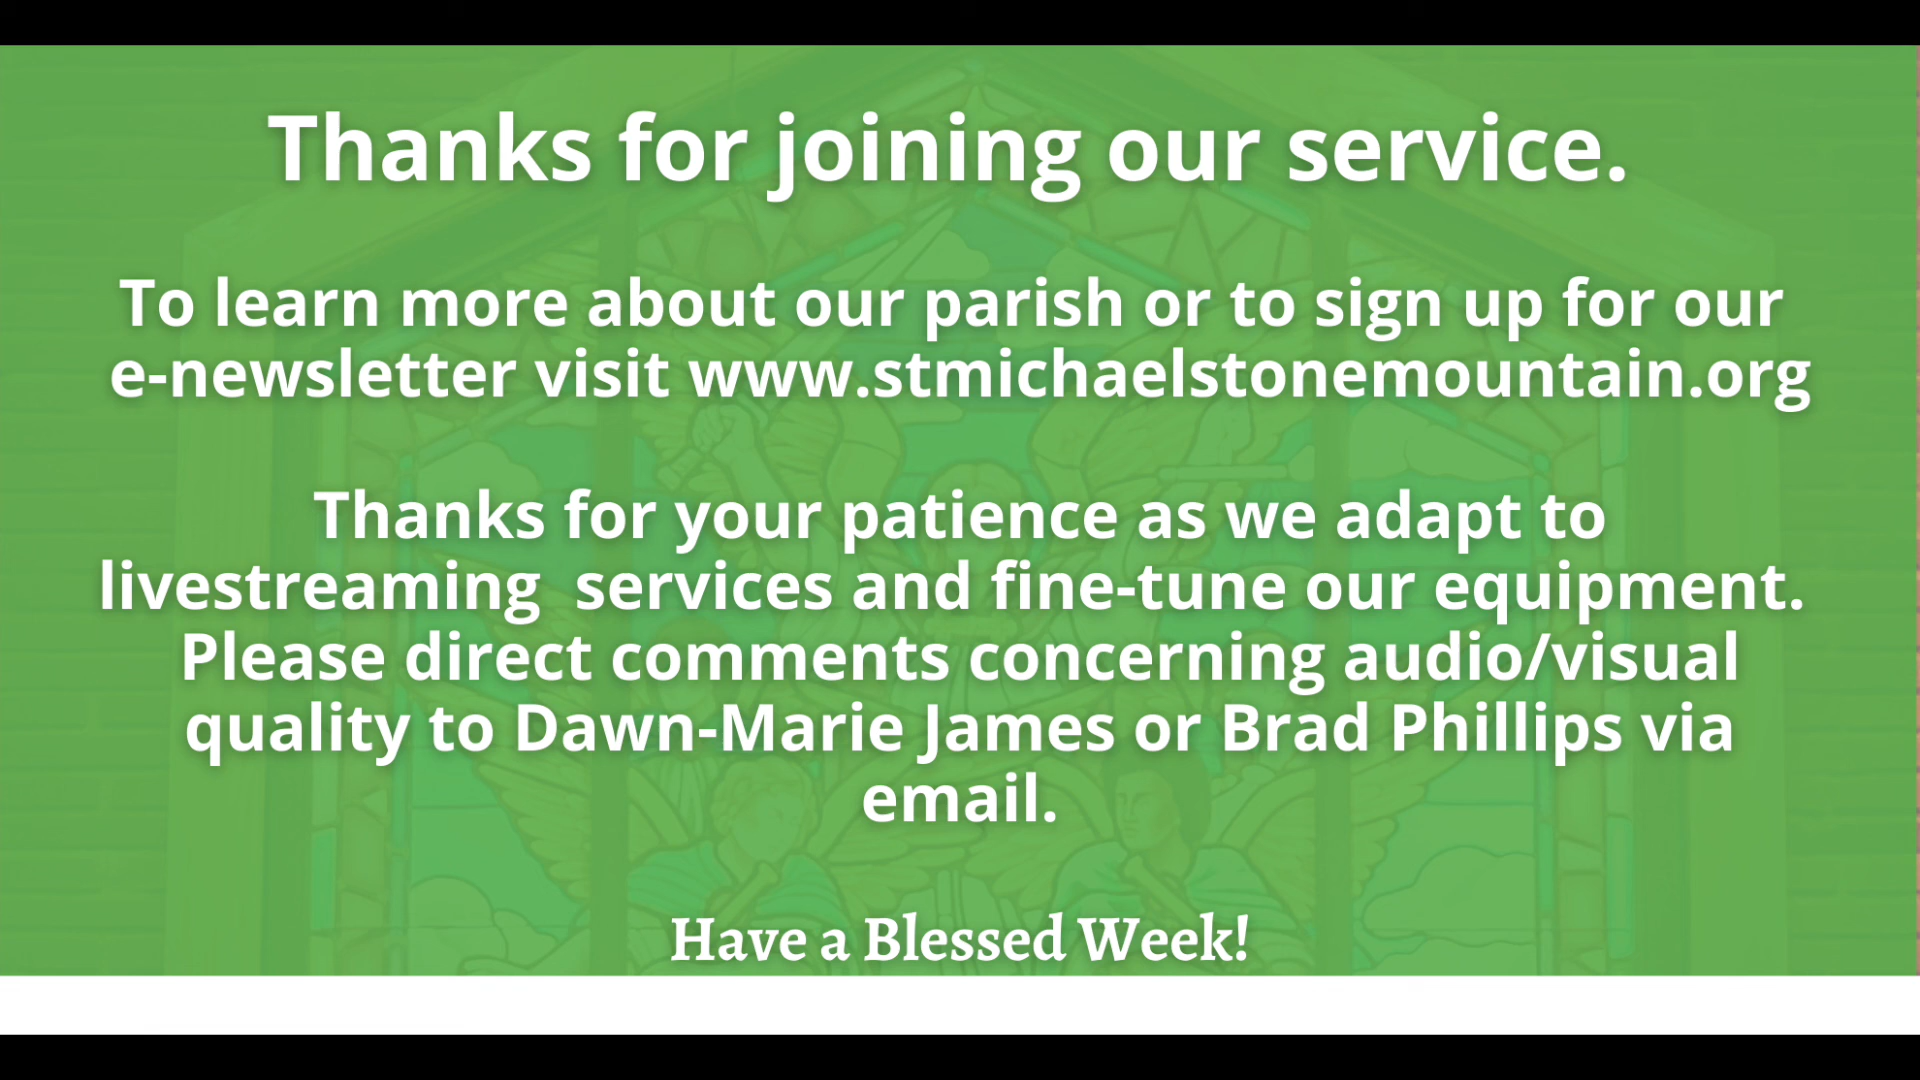 Thanks for joining our service.
To learn more about our parish or to sign up for our
e-newsletter visit www.stmichaelstonemountain.org
Thanks for your patience as we adapt to
livestreaming  services and fine-tune our equipment.
Please direct comments concerning audio/visual
quality to Dawn-Marie James or Brad Phillips via
email.
Have a Blessed Week!